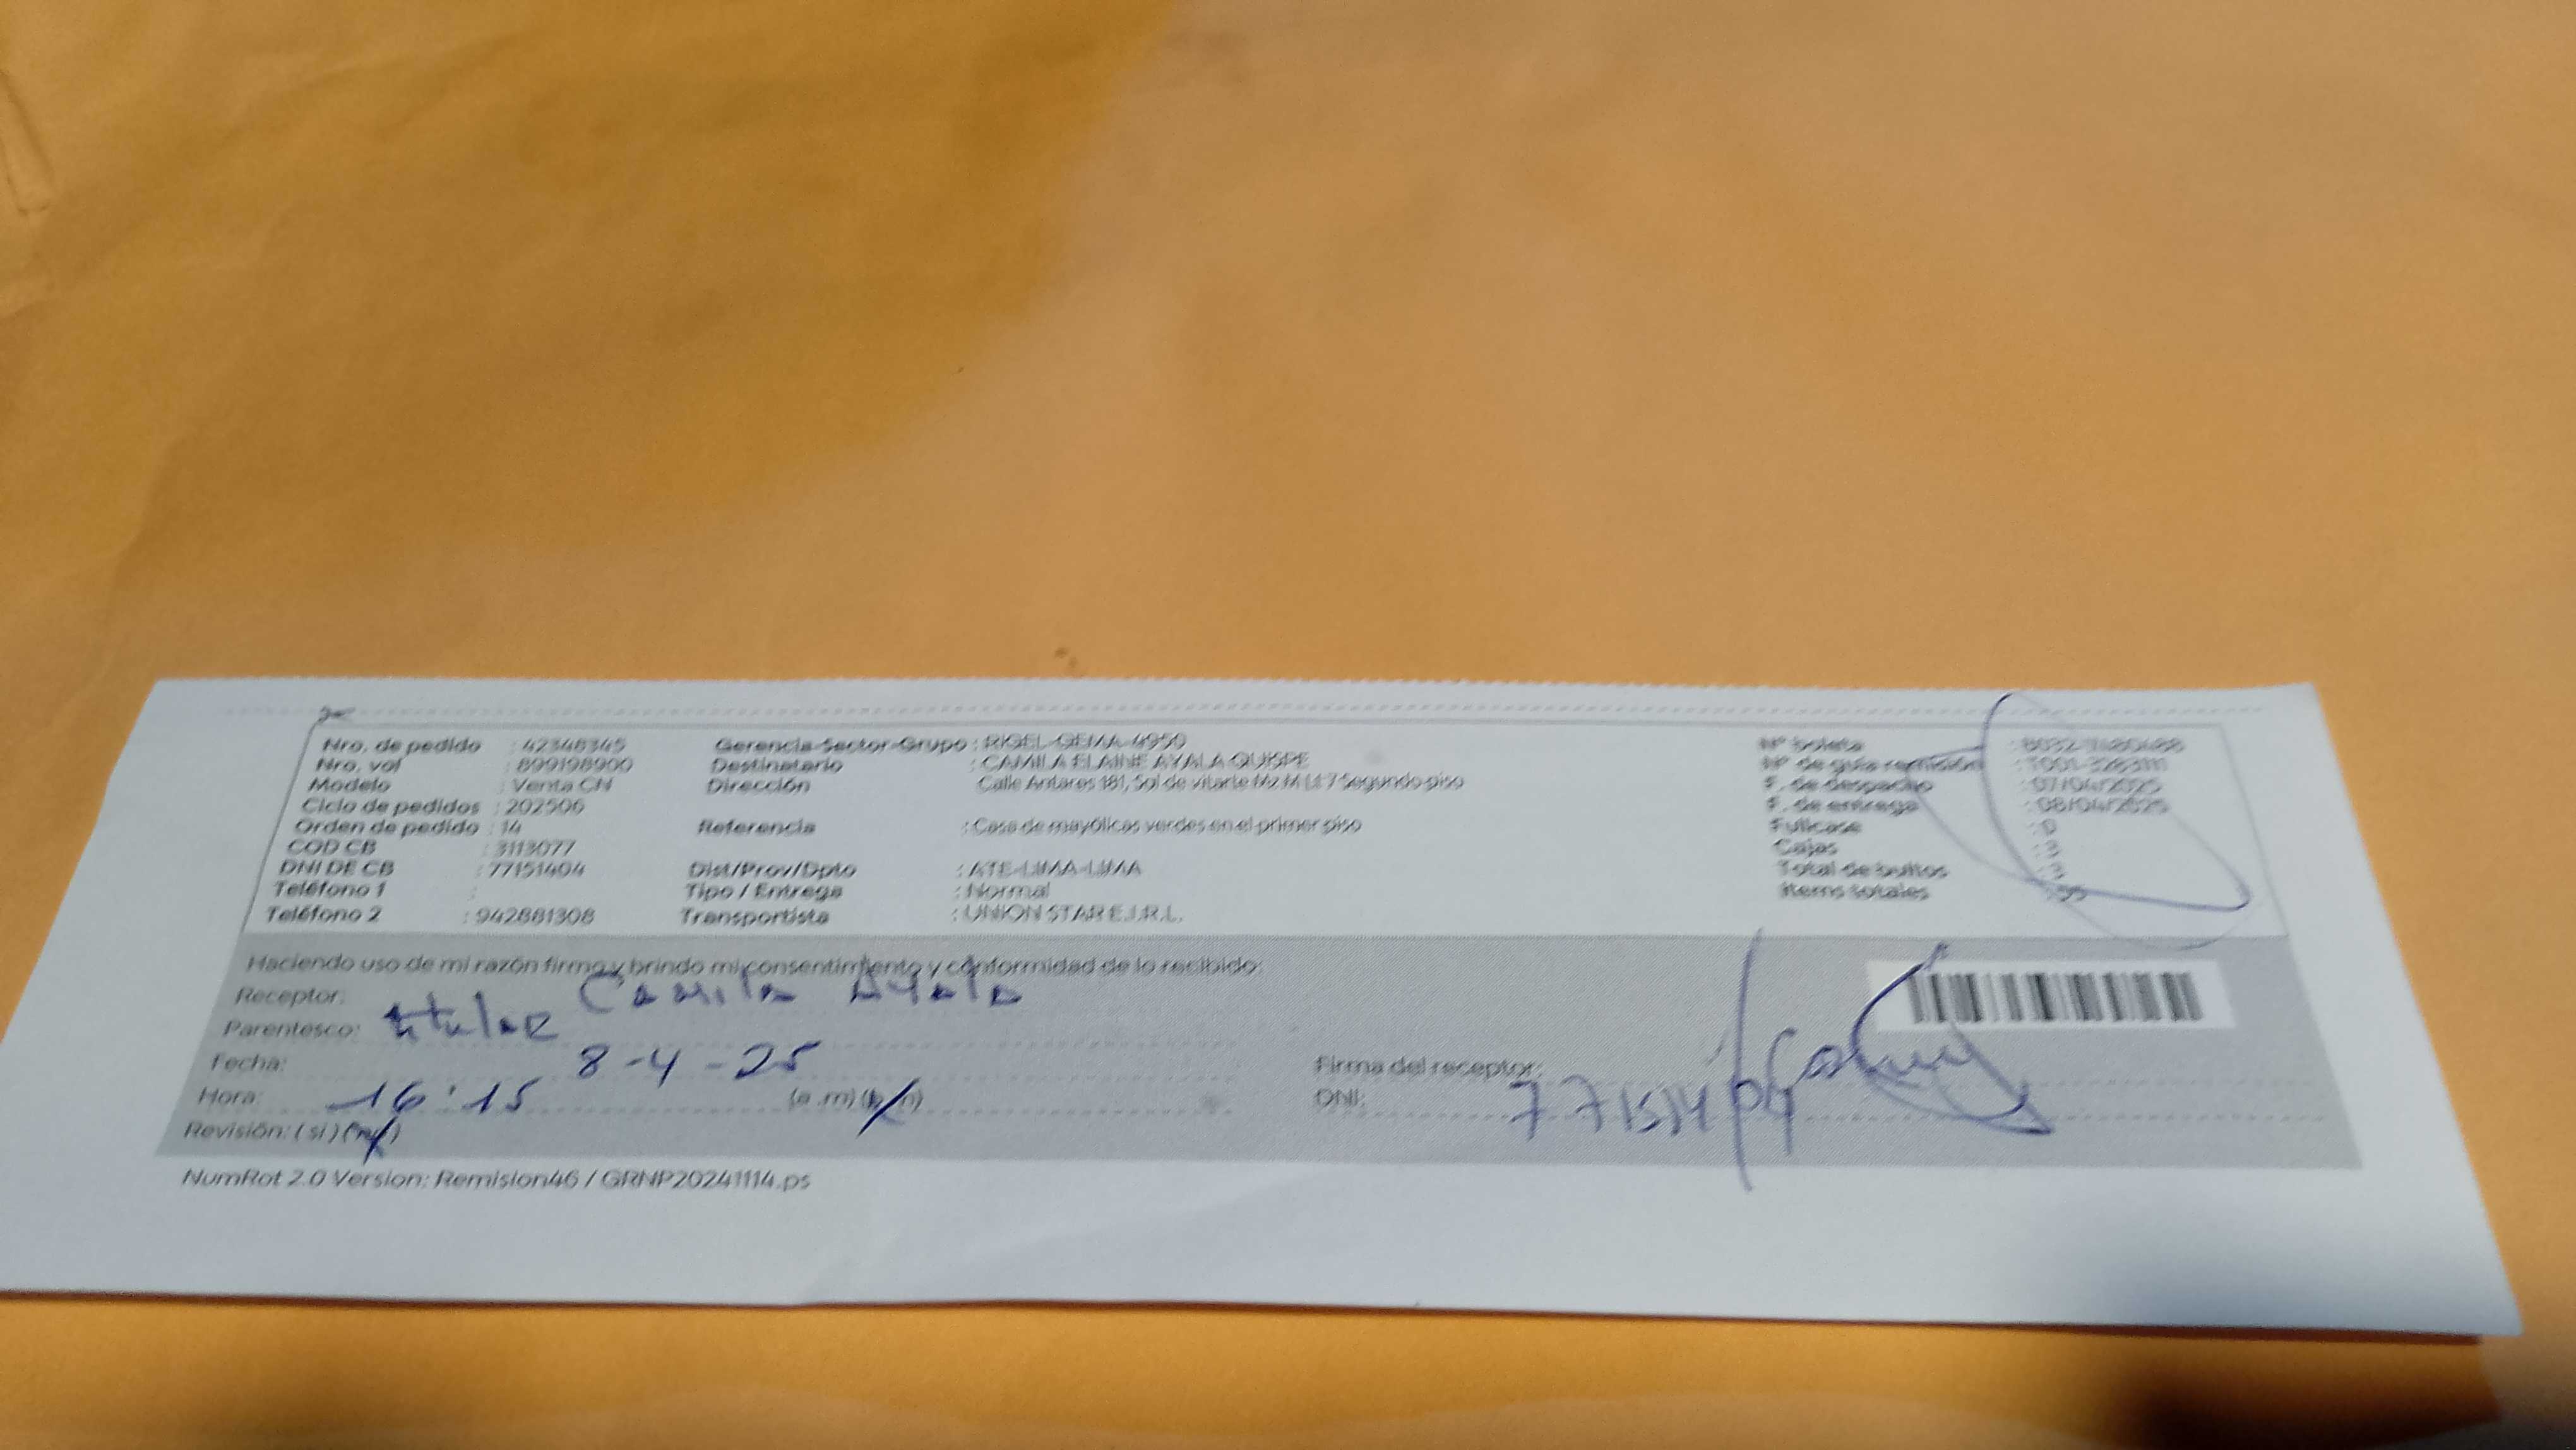 Nro. de pedido : 42348345 Gerencia-Sector-Grupo : RIGEL-GEMA-4950 Nº boleta
Nro. vol : 899198900 Destinatario : CAMILA ELAINE AYALA QUISPE Nº de guía remisión
Modelo : Venta CN Dirección Calle Antares 181, Sol de vitarte Mz M Lt 7 Segundo piso F. de despacho : 07/04/2025
Ciclo de pedidos : 202506 F. de entrega : 08/04/2025
Orden de pedido : 14 Referencia : Casa de mayólicas verdes en el primer piso Fullcase : 0
COD CB : 3113077 Cajas : 3
DNI DE CB : 77151404 Dist/Prov/Dpto : ATE-LIMA-LIMA Total de bultos : 3
Teléfono 1 : Tipo / Entrega : Normal Items totales
Teléfono 2 : 942881308 Transportista : UNION STAR E.I.R.L.
Haciendo uso de mi razón firmo y brindo mi consentimiento y conformidad de lo recibido:
Receptor: Camila Ayala
Parentesco: titular
Fecha: 8-4-25 Firma del receptor:
Hora: 16:15 (a.m) (p.m) DNI: 77151404
Revisión: (si) (no)
NumRot 2.0 Version: Remision46 / GRNP20241114.ps